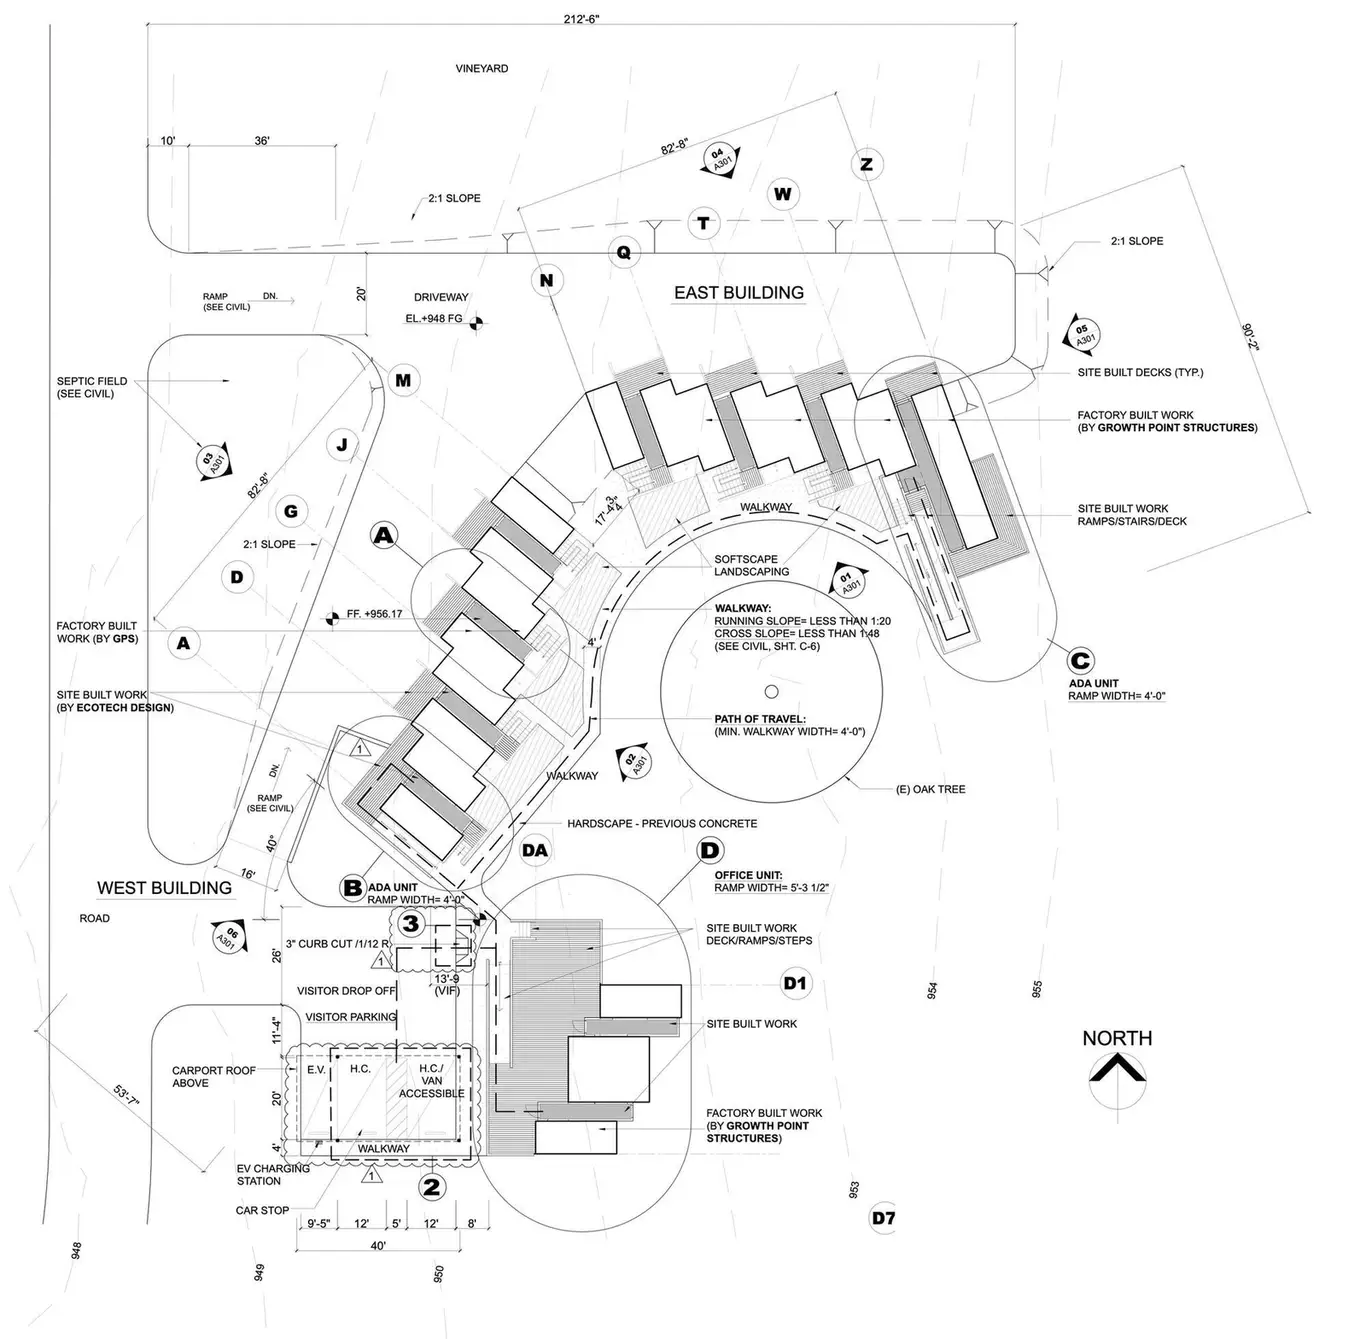 212'-6"
VINEYARD
10'
36'
82'-8"
04
A301
Z
W
2:1 SLOPE
T
2:1 SLOPE
Q
N
EAST BUILDING
RAMP
(SEE CIVIL)
DN.
20'
DRIVEWAY
EL.+948 FG
05
A301
90'-2"
SEPTIC FIELD
(SEE CIVIL)
M
SITE BUILT DECKS (TYP.)
FACTORY BUILT WORK
(BY GROWTH POINT STRUCTURES)
J
03
A301
82'-8"
G
17'-4 3/4"
WALKWAY
SITE BUILT WORK
RAMPS/STAIRS/DECK
A
2:1 SLOPE
SOFTSCAPE
LANDSCAPING
D
01
A301
FF. +956.17
WALKWAY:
RUNNING SLOPE= LESS THAN 1:20
CROSS SLOPE= LESS THAN 1:48
(SEE CIVIL, SHT. C-6)
FACTORY BUILT
WORK (BY GPS)
A
4'
C
ADA UNIT
RAMP WIDTH= 4'-0"
SITE BUILT WORK
(BY ECOTECH DESIGN)
PATH OF TRAVEL:
(MIN. WALKWAY WIDTH= 4'-0")
1
02
A301
WALKWAY
DN.
RAMP
(SEE CIVIL)
(E) OAK TREE
HARDSCAPE - PREVIOUS CONCRETE
40°
DA
D
16'
OFFICE UNIT:
RAMP WIDTH= 5'-3 1/2"
WEST BUILDING
B
ADA UNIT
RAMP WIDTH= 4'-0"
ROAD
06
A301
3
SITE BUILT WORK
DECK/RAMPS/STEPS
3" CURB CUT /1/12 R.
26'
1
13'-9
(VIF)
D1
VISITOR DROP OFF
954
955
VISITOR PARKING
SITE BUILT WORK
11'-4"
NORTH
CARPORT ROOF
ABOVE
E.V.
H.C.
H.C./
VAN
ACCESSIBLE
53'-7"
20'
FACTORY BUILT WORK
(BY GROWTH POINT
STRUCTURES)
4'
WALKWAY
EV CHARGING
STATION
1
2
953
CAR STOP
D7
9'-5"
12'
5'
12'
8'
40'
948
949
950